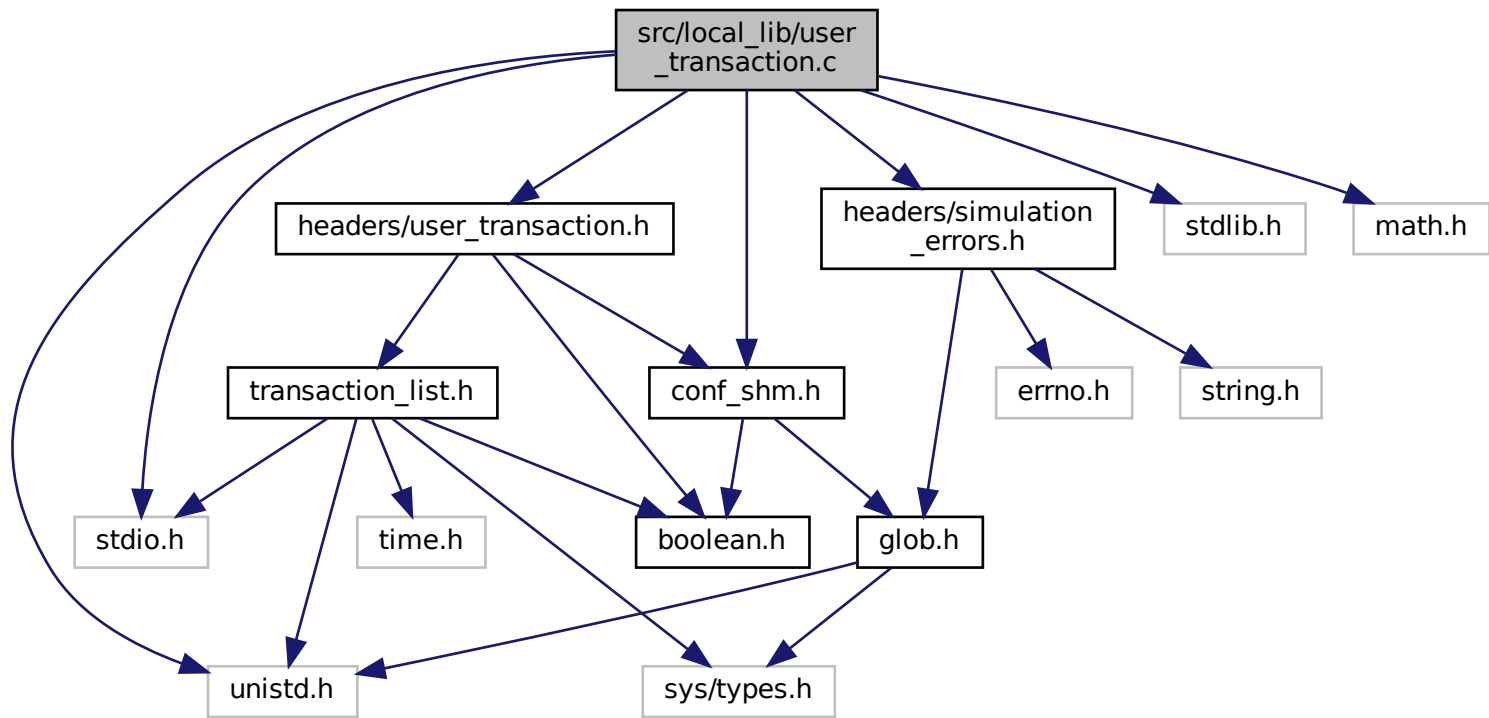 src/local_lib/user
_transaction.c
headers/user_transaction.h
headers/simulation
_errors.h
stdlib.h
math.h
transaction_list.h
conf_shm.h
errno.h
string.h
stdio.h
time.h
boolean.h
glob.h
unistd.h
sys/types.h